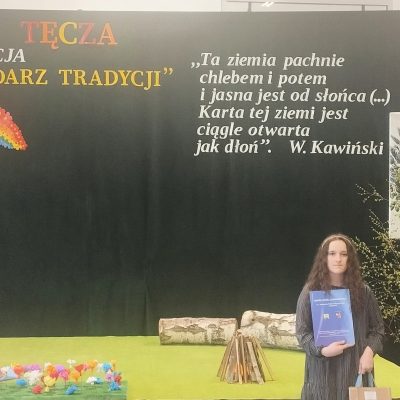 TĘCZA
CJA
DARZ TRADYCJI”
„Ta ziemia pachnie
chlebem i potem
i jasna jest od słońca (...)
Karta tej ziemi jest
ciągle otwarta
jak dłoń”. W. Kawiński